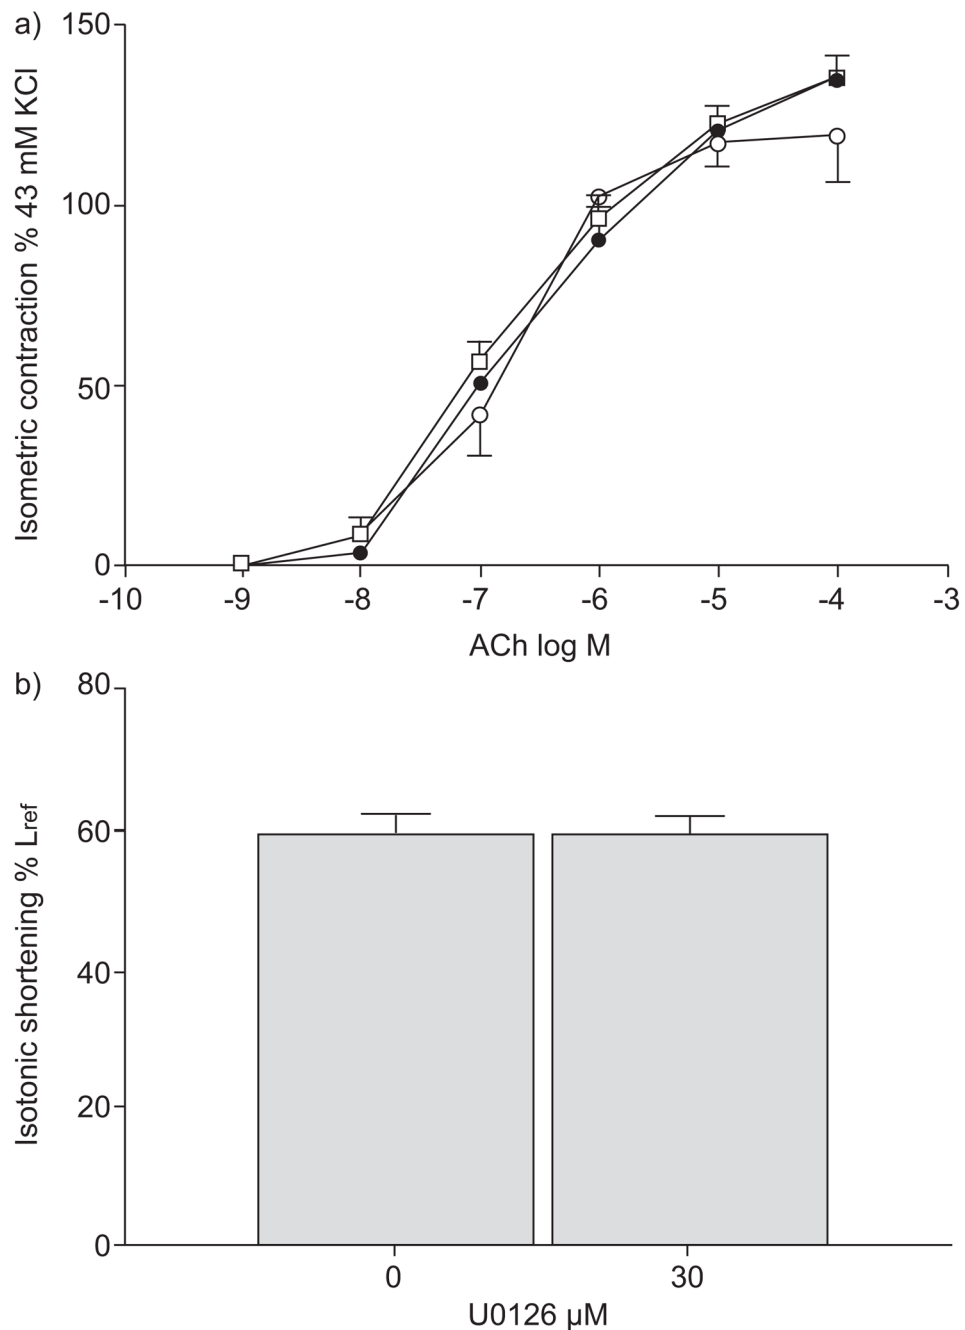 a)
Isometric contraction % 43 mM KCl
150
100
50
0
-10 -9 -8 -7 -6 -5 -4 -3
ACh log M
b)
Isotonic shortening % Lref
80
60
40
20
0
0 30
U0126 µM